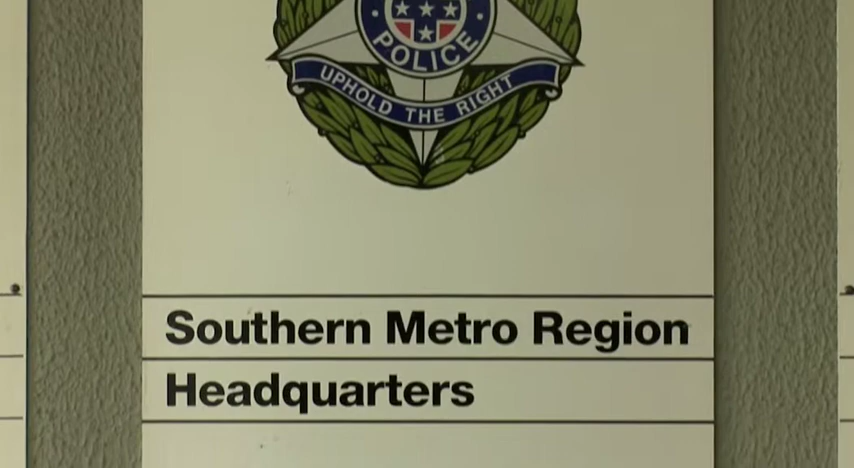 POLICE
UPHOLD THE RIGHT
Southern Metro Region
Headquarters